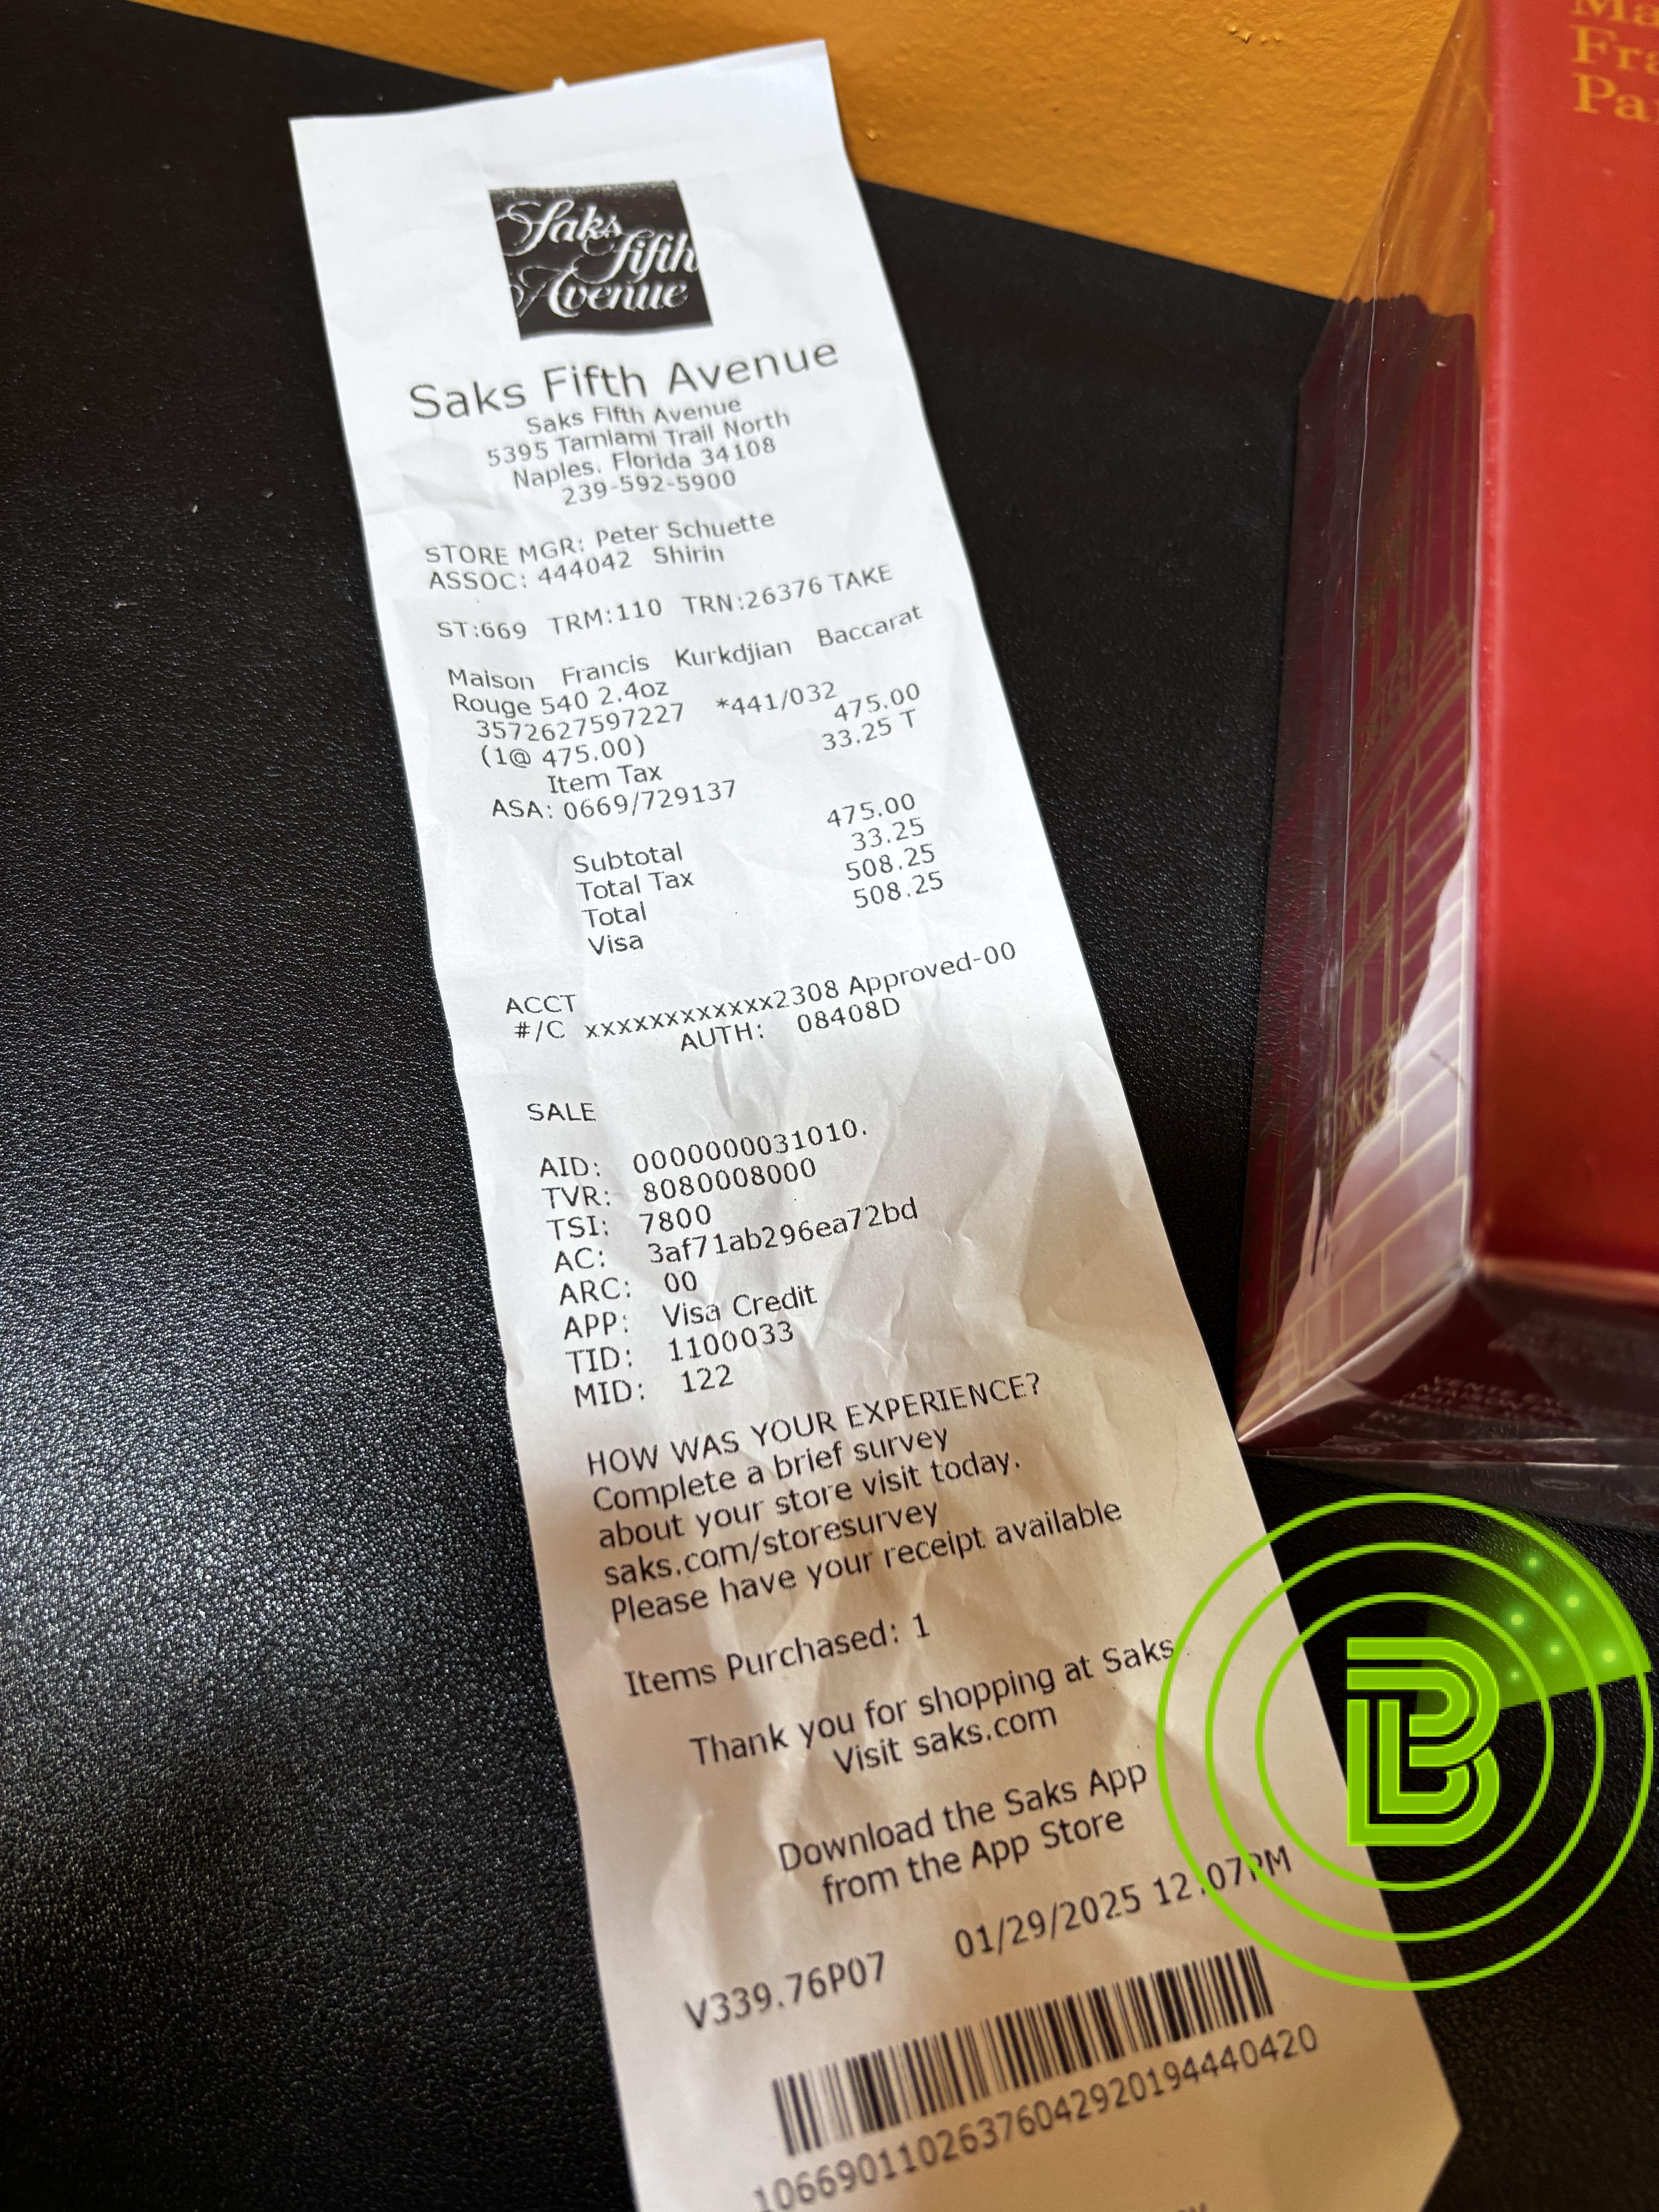 Saks
Fifth
Avenue
Saks Fifth Avenue
Saks Fifth Avenue
5395 Tamiami Trail North
Naples, Florida 34108
239-592-5900
STORE MGR: Peter Schuette
ASSOC: 444042 Shirin
ST:669 TRM:110 TRN:26376 TAKE
Maison Francis Kurkdjian Baccarat
Rouge 540 2.4oz
3572627597227 *441/032
(1@ 475.00) 475.00
Item Tax 33.25 T
ASA: 0669/729137
Subtotal 475.00
Total Tax 33.25
Total 508.25
Visa 508.25
ACCT
#/C xxxxxxxxxxxx2308 Approved-00
AUTH: 08408D
SALE
AID: 0000000031010.
TVR: 8080008000
TSI: 7800
AC: 3af71ab296ea72bd
ARC: 00
APP: Visa Credit
TID: 1100033
MID: 122
HOW WAS YOUR EXPERIENCE?
Complete a brief survey
about your store visit today.
saks.com/storesurvey
Please have your receipt available
Items Purchased: 1
Thank you for shopping at Saks
Visit saks.com
Download the Saks App
from the App Store
V339.76P07 01/29/2025 12:07PM
10669011026376042920194440420
Ma
Fra
Pa
B